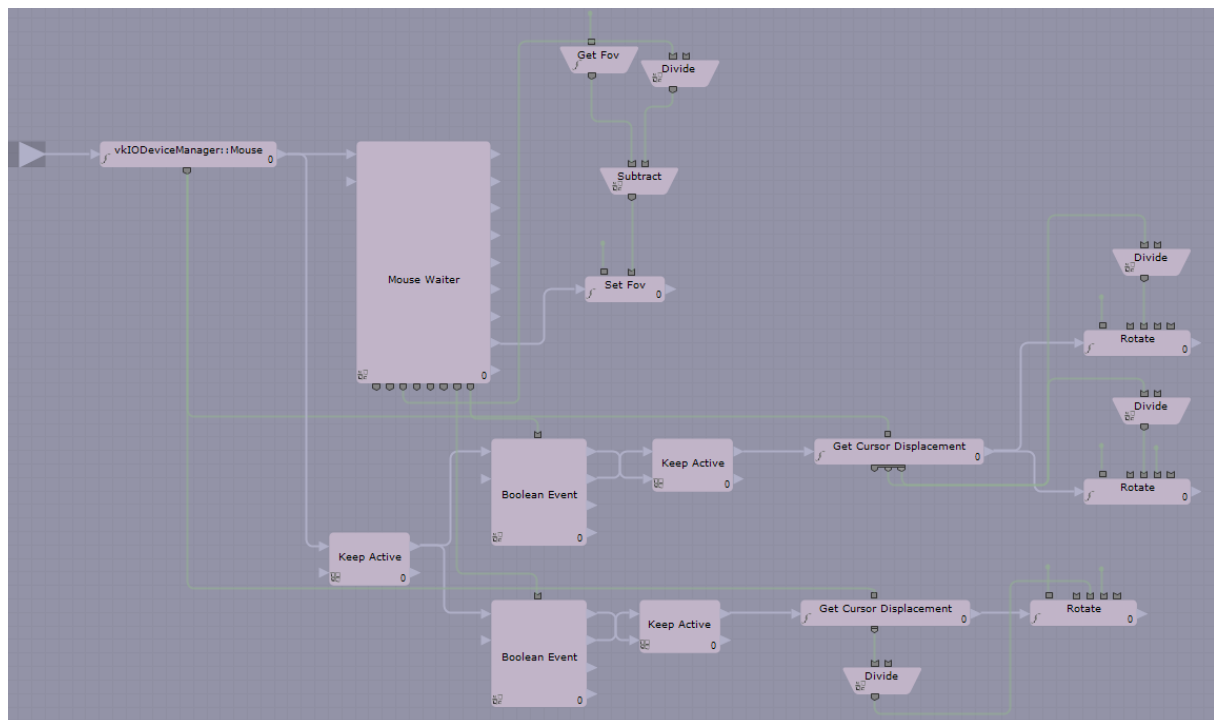 Get Fov
Divide
vkIODeviceManager::Mouse
0
Subtract
Mouse Waiter
0
Set Fov
0
Divide
Rotate
0
Divide
Boolean Event
0
Keep Active
0
Get Cursor Displacement
0
Rotate
0
Keep Active
0
Boolean Event
0
Keep Active
0
Get Cursor Displacement
0
Rotate
0
Divide